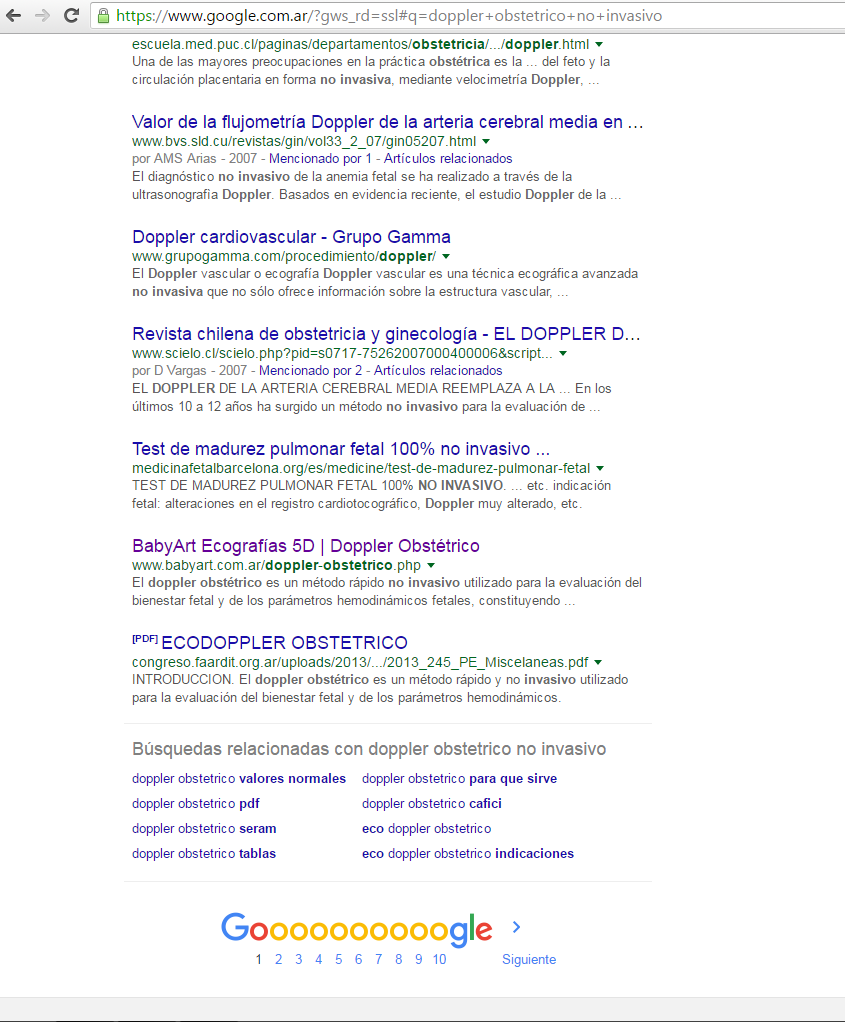 https://www.google.com.ar/?gws_rd=ssl#q=doppler+obstetrico+no+invasivo
escuela.med.puc.cl/paginas/departamentos/obstetricia/.../doppler.html
Una de las mayores preocupaciones en la práctica obstétrica es la ... del feto y la
circulación placentaria en forma no invasiva, mediante velocimetría Doppler, ...
Valor de la flujometría Doppler de la arteria cerebral media en ...
www.bvs.sld.cu/revistas/gin/vol33_2_07/gin05207.html
por AMS Arias - 2007 - Mencionado por 1 - Artículos relacionados
El diagnóstico no invasivo de la anemia fetal se ha realizado a través de la
ultrasonografía Doppler. Basados en evidencia reciente, el estudio Doppler de la ...
Doppler cardiovascular - Grupo Gamma
www.grupogamma.com/procedimiento/doppler/
El Doppler vascular o ecografía Doppler vascular es una técnica ecográfica avanzada
no invasiva que no sólo ofrece información sobre la estructura vascular, ...
Revista chilena de obstetricia y ginecología - EL DOPPLER D...
www.scielo.cl/scielo.php?pid=s0717-75262007000400006&script...
por D Vargas - 2007 - Mencionado por 2 - Artículos relacionados
EL DOPPLER DE LA ARTERIA CEREBRAL MEDIA REEMPLAZA A LA ... En los
últimos 10 a 12 años ha surgido un método no invasivo para la evaluación de ...
Test de madurez pulmonar fetal 100% no invasivo ...
medicinafetalbarcelona.org/es/medicine/test-de-madurez-pulmonar-fetal
TEST DE MADUREZ PULMONAR FETAL 100% NO INVASIVO. ... etc. indicación
fetal: alteraciones en el registro cardiotocográfico, Doppler muy alterado, etc.
BabyArt Ecografías 5D | Doppler Obstétrico
www.babyart.com.ar/doppler-obstetrico.php
El doppler obstétrico es un método rápido no invasivo utilizado para la evaluación del
bienestar fetal y de los parámetros hemodinámicos fetales, constituyendo ...
[PDF] ECODOPPLER OBSTETRICO
congreso.faardit.org.ar/uploads/2013/.../2013_245_PE_Miscelaneas.pdf
INTRODUCCION. El doppler obstétrico es un método rápido y no invasivo utilizado
para la evaluación del bienestar fetal y de los parámetros hemodinámicos.
Búsquedas relacionadas con doppler obstetrico no invasivo
doppler obstetrico valores normales doppler obstetrico para que sirve
doppler obstetrico pdf doppler obstetrico cafici
doppler obstetrico seram eco doppler obstetrico
doppler obstetrico tablas eco doppler obstetrico indicaciones
Goooooooooogle >
1 2 3 4 5 6 7 8 9 10 Siguiente